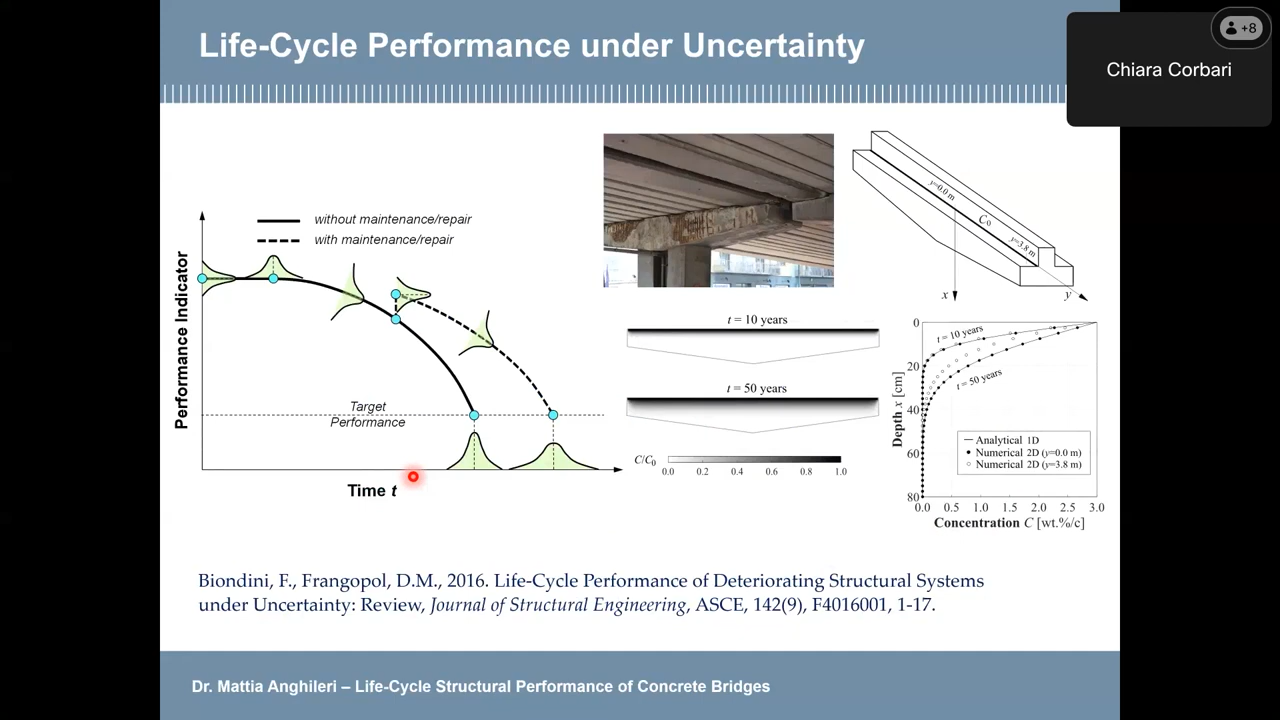 Life-Cycle Performance under Uncertainty
+8
Chiara Corbari
without maintenance/repair
with maintenance/repair
Performance Indicator
Target
Performance
Time t
y=0.0 m
C0
y=3.8 m
x
y
t = 10 years
t = 50 years
C/C0
0.0 0.2 0.4 0.6 0.8 1.0
0
20
40
60
80
Depth x [cm]
t = 10 years
t = 50 years
Analytical 1D
Numerical 2D (y=0.0 m)
Numerical 2D (y=3.8 m)
0.0 0.5 1.0 1.5 2.0 2.5 3.0
Concentration C [wt.%/c]
Biondini, F., Frangopol, D.M., 2016. Life-Cycle Performance of Deteriorating Structural Systems
under Uncertainty: Review, Journal of Structural Engineering, ASCE, 142(9), F4016001, 1-17.
Dr. Mattia Anghileri – Life-Cycle Structural Performance of Concrete Bridges